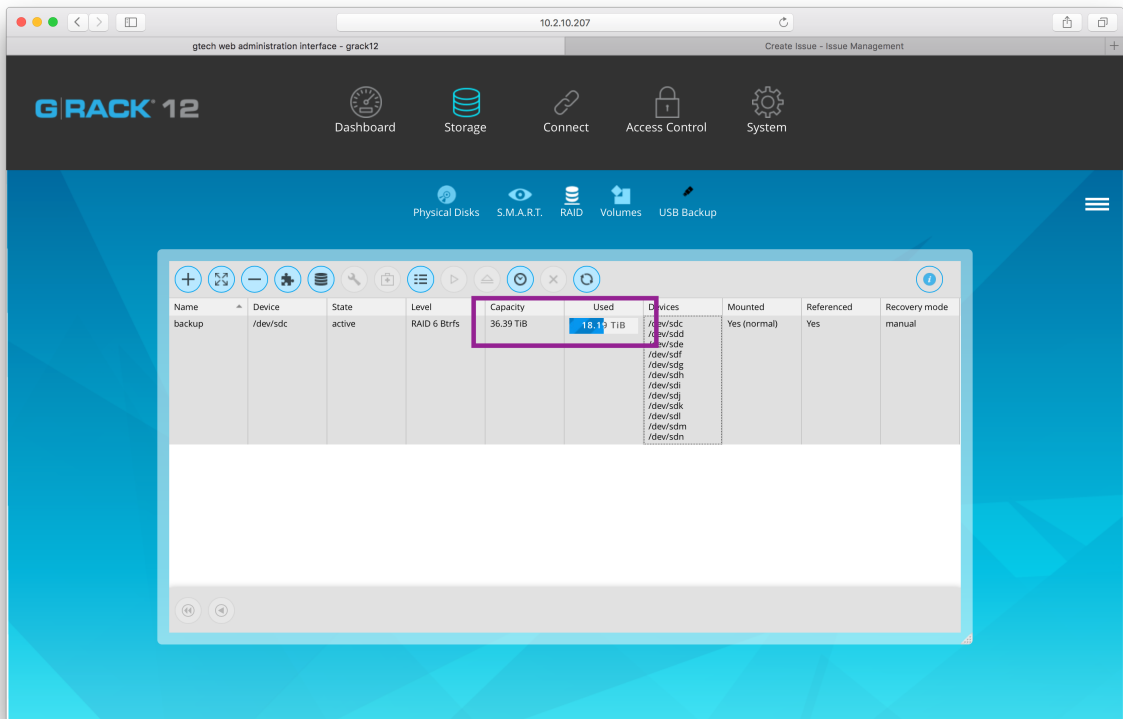 10.2.10.207
gtech web administration interface - grack12
Create Issue - Issue Management
G|RACK® 12
Dashboard
Storage
Connect
Access Control
System
Physical Disks
S.M.A.R.T.
RAID
Volumes
USB Backup
Name Device State Level Capacity Used Devices Mounted Referenced Recovery mode
backup /dev/sdc active RAID 6 Btrfs 36.39 TiB 18.19 TiB /dev/sdc Yes (normal) Yes manual
/dev/sdd
/dev/sde
/dev/sdf
/dev/sdg
/dev/sdh
/dev/sdi
/dev/sdj
/dev/sdk
/dev/sdl
/dev/sdm
/dev/sdn